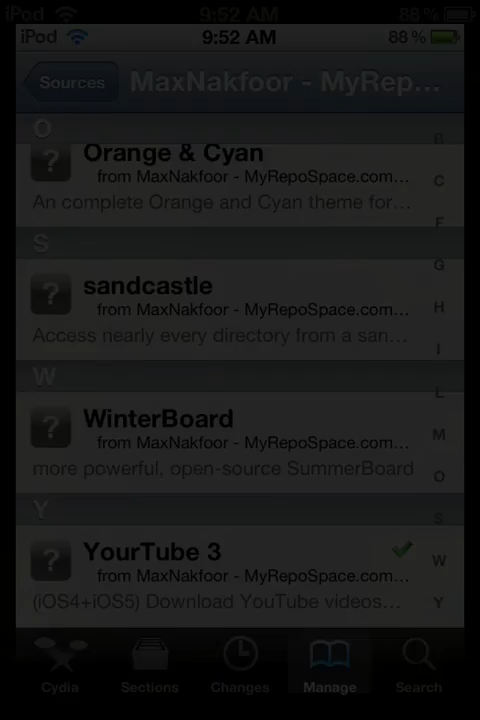 iPod 9:52 AM 88%
iPod 9:52 AM 88%
Sources MaxNakfoor - MyRep...
O
Orange & Cyan
from MaxNakfoor - MyRepoSpace.com...
An complete Orange and Cyan theme for...
S
sandcastle
from MaxNakfoor - MyRepoSpace.com...
Access nearly every directory from a san...
W
WinterBoard
from MaxNakfoor - MyRepoSpace.com...
more powerful, open-source SummerBoard
Y
YourTube 3
from MaxNakfoor - MyRepoSpace.com...
(iOS4+iOS5) Download YouTube videos...
B
C
F
G
H
I
L
M
O
S
W
Y
Cydia Sections Changes Manage Search